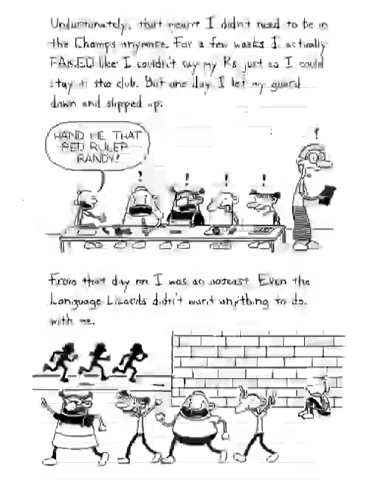 Unfortunately, that meant I didn't need to be in
the Champs anymore. For a few weeks I actually
FAKED like I couldn't say my Rs just so I could
stay in the club. But one day I let my guard
down and slipped up.
HAND ME THAT
RED RULER
RANDY!
!
!
!
!
!
!
From that day on I was an outcast. Even the
Language Lizards didn't want anything to do
with me.